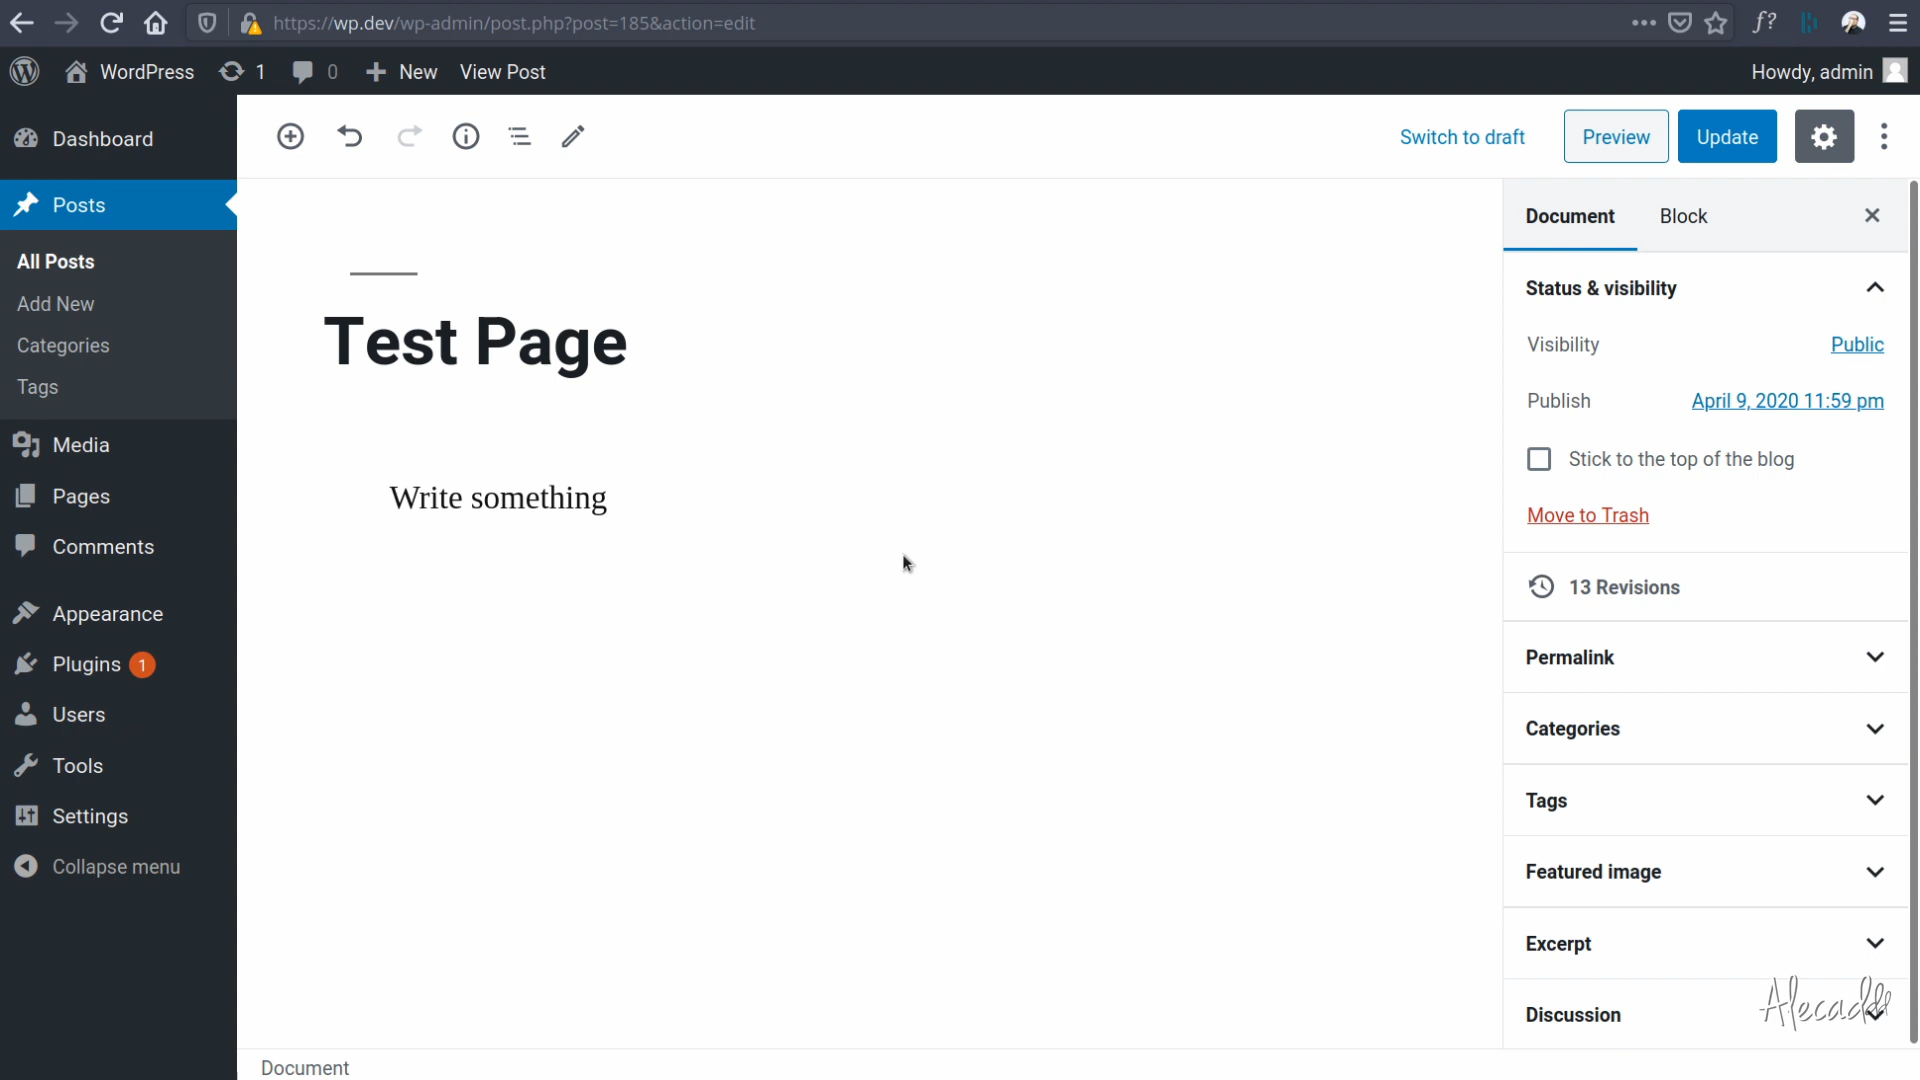 https://wp.dev/wp-admin/post.php?post=185&action=edit
f?
WordPress 1 0 New View Post
Howdy, admin
Dashboard
Posts
All Posts
Add New
Categories
Tags
Media
Pages
Comments
Appearance
Plugins 1
Users
Tools
Settings
Collapse menu
Switch to draft
Preview
Update
Test Page
Write something
Document Block
Status & visibility
Visibility Public
Publish April 9, 2020 11:59 pm
Stick to the top of the blog
Move to Trash
13 Revisions
Permalink
Categories
Tags
Featured image
Excerpt
Discussion
Alecaddd
Document